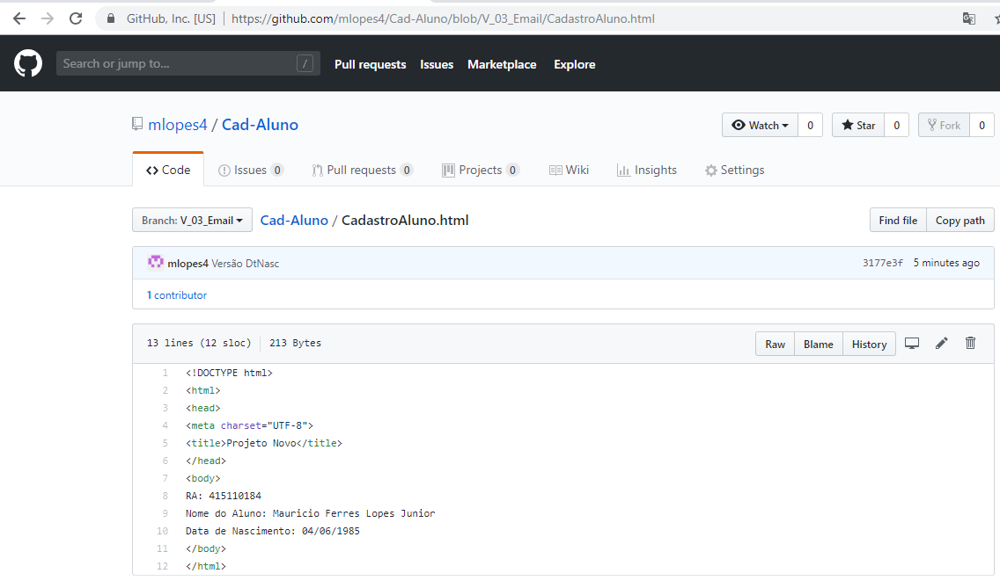 GitHub, Inc. [US] | https://github.com/mlopes4/Cad-Aluno/blob/V_03_Email/CadastroAluno.html
Search or jump to... / Pull requests Issues Marketplace Explore
mlopes4 / Cad-Aluno Watch 0 Star 0 Fork 0
<> Code Issues 0 Pull requests 0 Projects 0 Wiki Insights Settings
Branch: V_03_Email Cad-Aluno / CadastroAluno.html Find file Copy path
mlopes4 Versão DtNasc 3177e3f 5 minutes ago
1 contributor
13 lines (12 sloc) 213 Bytes Raw Blame History
1 <!DOCTYPE html>
2 <html>
3 <head>
4 <meta charset="UTF-8">
5 <title>Projeto Novo</title>
6 </head>
7 <body>
8 RA: 415110184
9 Nome do Aluno: Mauricio Ferres Lopes Junior
10 Data de Nascimento: 04/06/1985
11 </body>
12 </html>